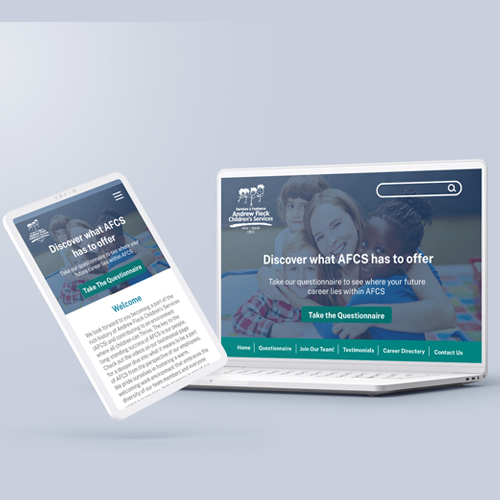 Discover what AFCS
has to offer
Take our questionnaire to see where your
future career lies within AFCS
Take The Questionnaire
Welcome
We look forward to you becoming a part of the
rich history of Andrew Fleck Children's Services
(AFCS) and contributing to an environment
where all children can Thrive. The key to the
long-standing success of AFCS is our people.
Check out the videos on our testimonial page
for a deeper dive into what it means to be a part
of AFCS from the perspective of our employees.
We pride ourselves in fostering a warm,
welcoming work environment that embraces the
diversity of our team members and everyone
Services à l'enfance
Andrew Fleck
Children's Services
Discover what AFCS has to offer
Take our questionnaire to see where your future
career lies within AFCS
Take the Questionnaire
Home
Questionnaire
Join Our Team!
Testimonials
Career Directory
Contact Us